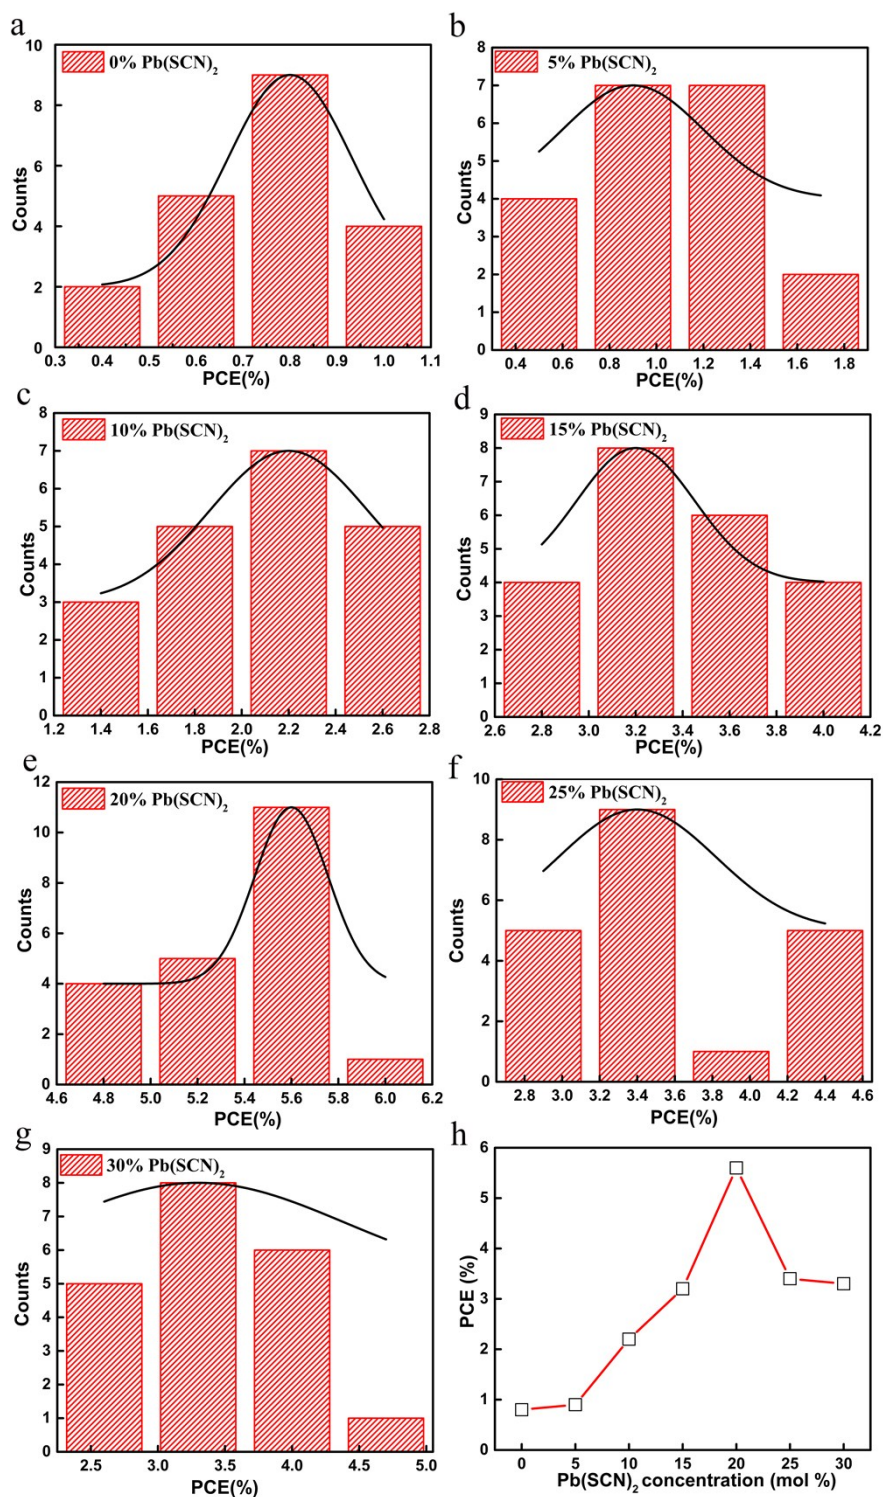 a
0% Pb(SCN)2
10
8
6
4
2
0
Counts
0.3 0.4 0.5 0.6 0.7 0.8 0.9 1.0 1.1
PCE(%)
b
5% Pb(SCN)2
8
7
6
5
4
3
2
1
0
Counts
0.4 0.6 0.8 1.0 1.2 1.4 1.6 1.8
PCE(%)
c
10% Pb(SCN)2
8
7
6
5
4
3
2
1
0
Counts
1.2 1.4 1.6 1.8 2.0 2.2 2.4 2.6 2.8
PCE(%)
d
15% Pb(SCN)2
9
8
7
6
5
4
3
2
1
0
Counts
2.6 2.8 3.0 3.2 3.4 3.6 3.8 4.0 4.2
PCE(%)
e
20% Pb(SCN)2
12
10
8
6
4
2
0
Counts
4.6 4.8 5.0 5.2 5.4 5.6 5.8 6.0 6.2
PCE(%)
f
25% Pb(SCN)2
10
8
6
4
2
0
Counts
2.8 3.0 3.2 3.4 3.6 3.8 4.0 4.2 4.4 4.6
PCE(%)
g
30% Pb(SCN)2
9
8
7
6
5
4
3
2
1
0
Counts
2.5 3.0 3.5 4.0 4.5 5.0
PCE(%)
h
6
5
4
3
2
1
0
PCE (%)
0 5 10 15 20 25 30
Pb(SCN)2 concentration (mol %)